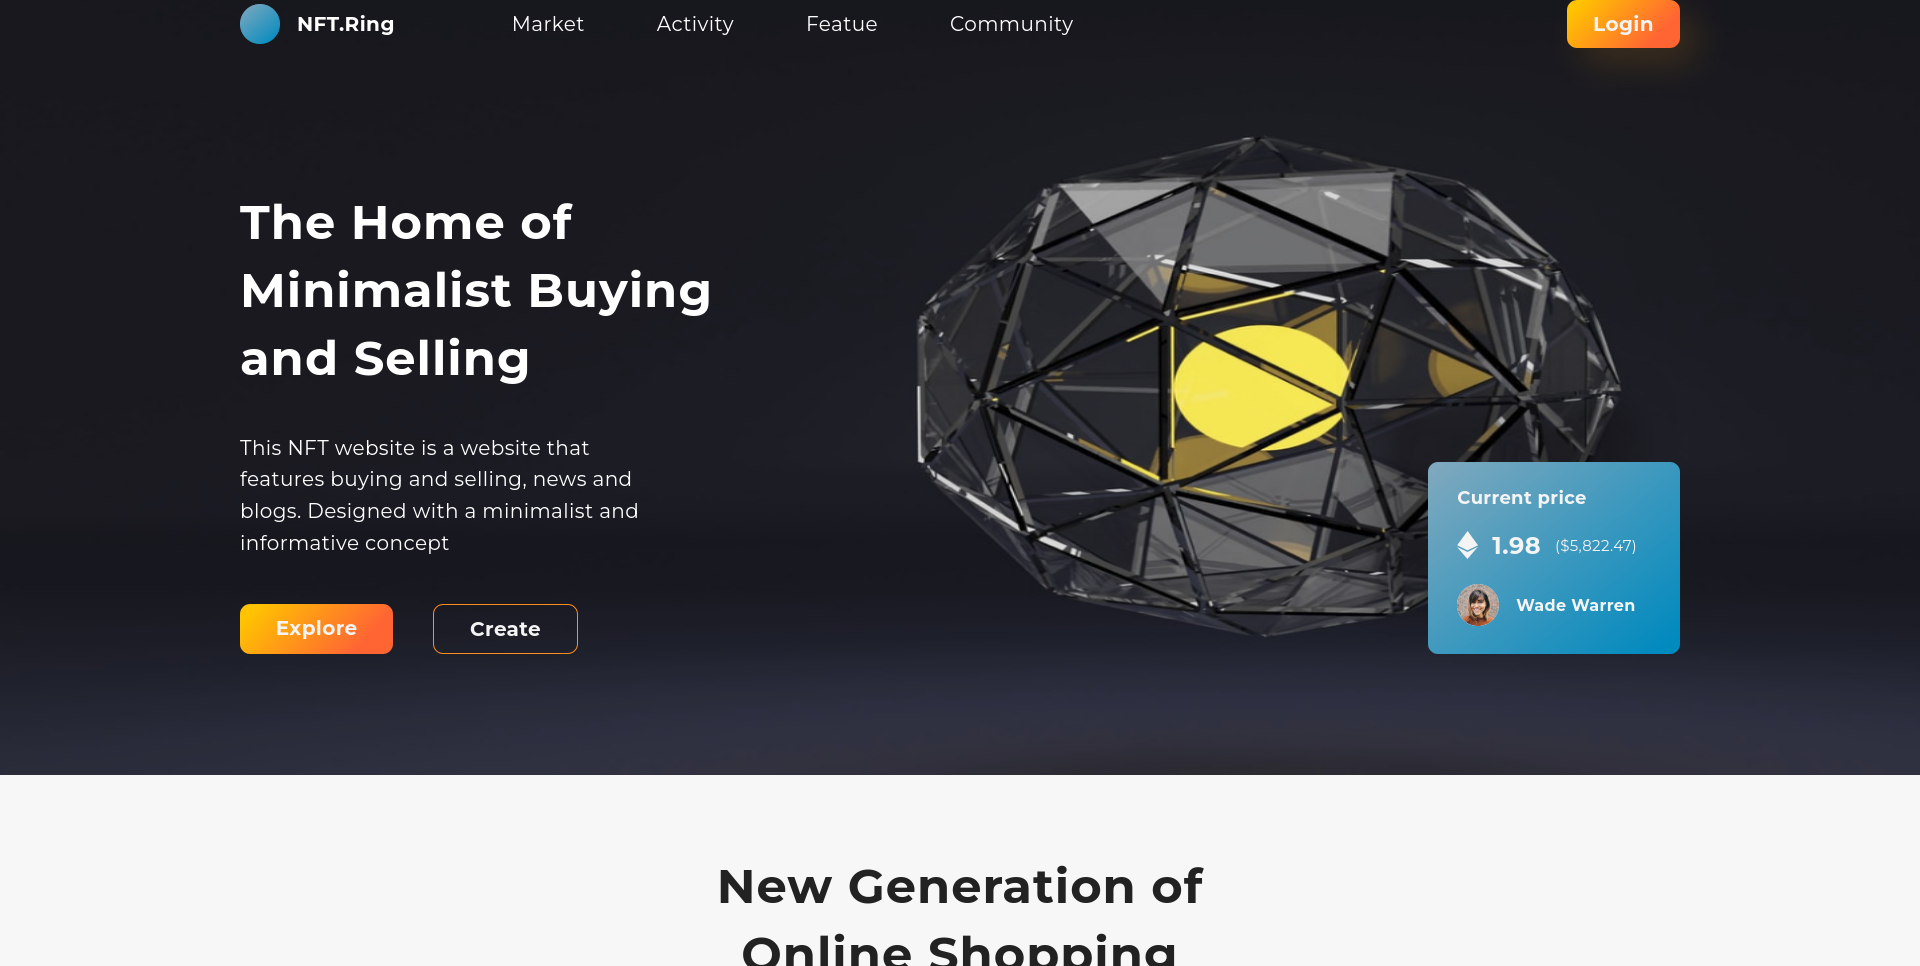 NFT.Ring
Market
Activity
Featue
Community
Login
The Home of
Minimalist Buying
and Selling
This NFT website is a website that
features buying and selling, news and
blogs. Designed with a minimalist and
informative concept
Explore
Create
Current price
1.98 ($5,822.47)
Wade Warren
New Generation of
Online Shopping